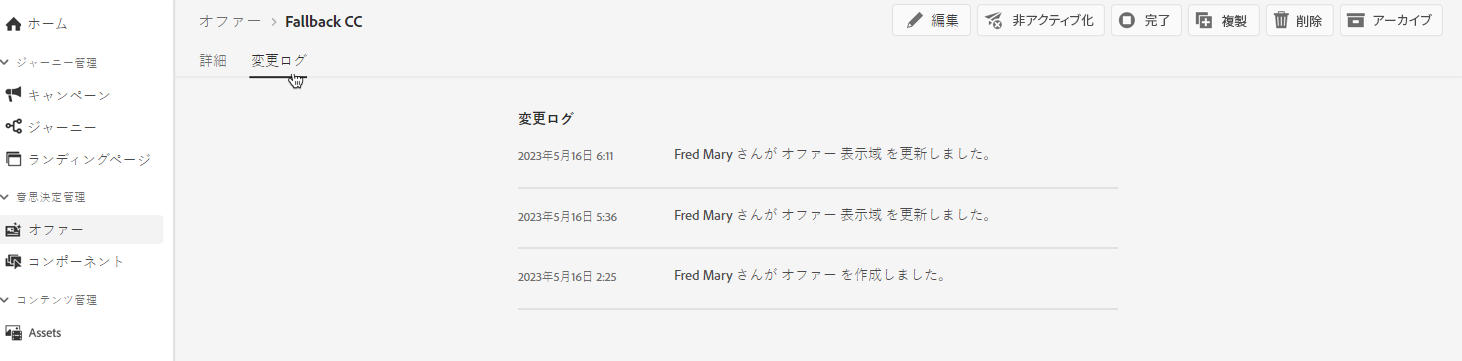 ホーム
ジャーニー管理
キャンペーン
ジャーニー
ランディングページ
意思決定管理
オファー
コンポーネント
コンテンツ管理
Assets
オファー > Fallback CC
編集 非アクティブ化 完了 複製 削除 アーカイブ
詳細 変更ログ
変更ログ
2023年5月16日 6:11 Fred Mary さんが オファー 表示域 を更新しました。
2023年5月16日 5:36 Fred Mary さんが オファー 表示域 を更新しました。
2023年5月16日 2:25 Fred Mary さんが オファー を作成しました。